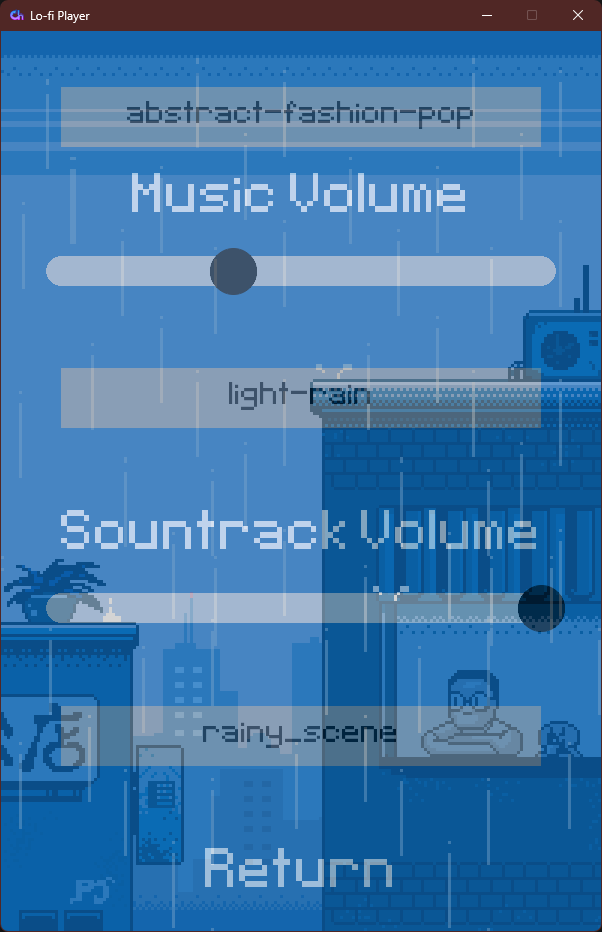 Lo-fi Player
abstract-fashion-pop
Music Volume
light-rain
Sountrack Volume
rainy_scene
Return